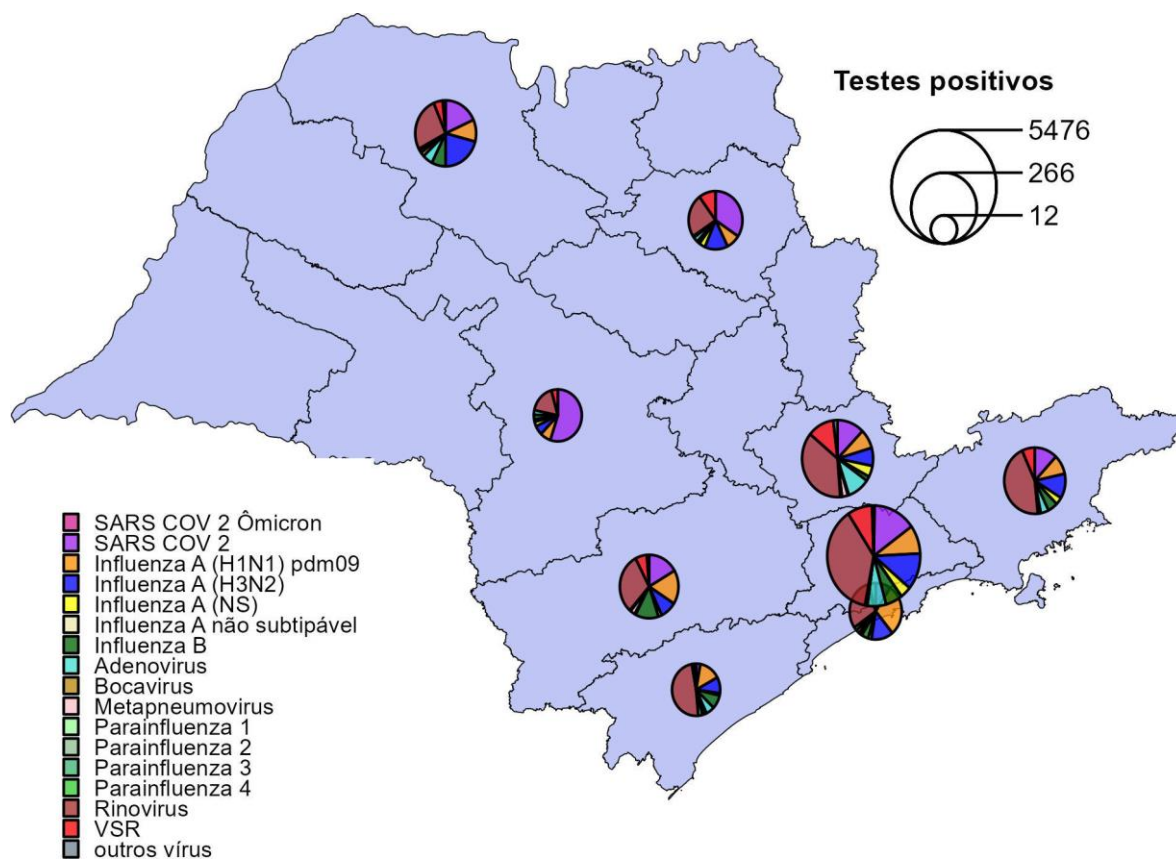 Testes positivos
5476
266
12
SARS COV 2 Ômicron
SARS COV 2
Influenza A (H1N1) pdm09
Influenza A (H3N2)
Influenza A (NS)
Influenza A não subtipável
Influenza B
Adenovirus
Bocavirus
Metapneumovirus
Parainfluenza 1
Parainfluenza 2
Parainfluenza 3
Parainfluenza 4
Rinovirus
VSR
outros vírus